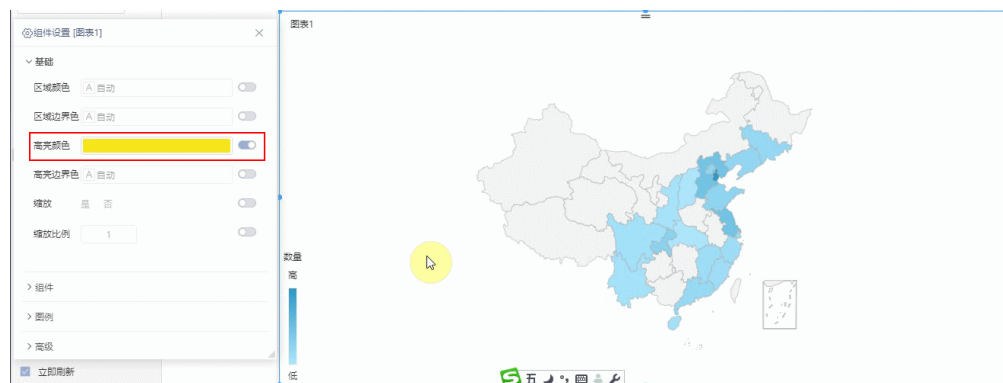 组件设置 [图表1]
基础
区域颜色 A 自动
区域边界色 A 自动
高亮颜色
高亮边界色 A 自动
缩放 是 否
缩放比例 1
组件
图例
高级
立即刷新
图表1
数量
高
低
五